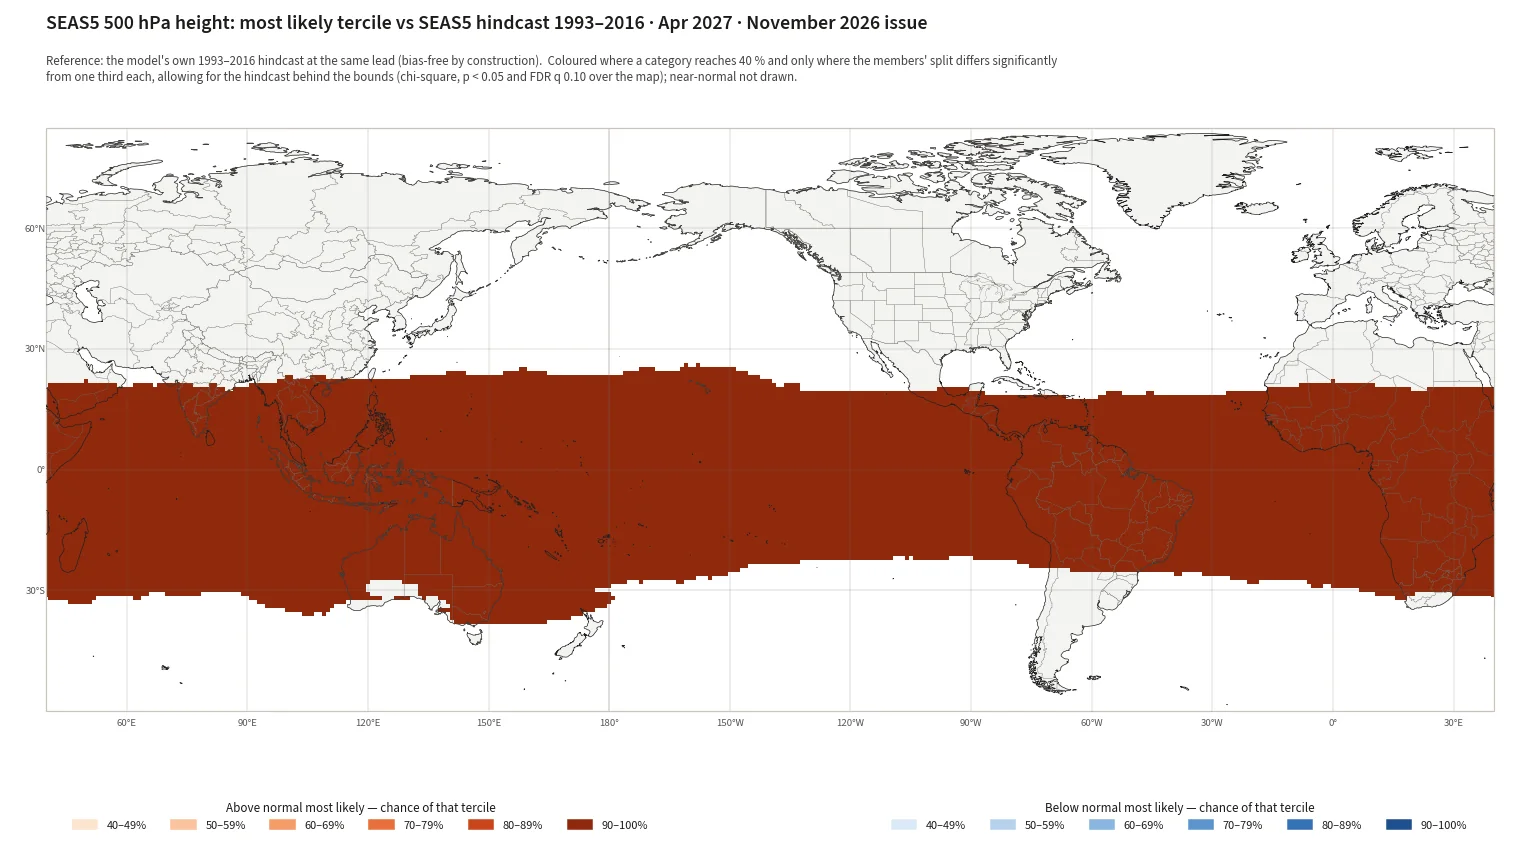 SEAS5 500 hPa height: most likely tercile vs SEAS5 hindcast 1993–2016 · Apr 2027 · November 2026 issue
Reference: the model's own 1993–2016 hindcast at the same lead (bias-free by construction).  Coloured where a category reaches 40 % and only where the members' split differs significantly
from one third each, allowing for the hindcast behind the bounds (chi-square, p < 0.05 and FDR q 0.10 over the map); near-normal not drawn.
60°N
30°N
0°
30°S
60°E 90°E 120°E 150°E 180° 150°W 120°W 90°W 60°W 30°W 0° 30°E
Above normal most likely — chance of that tercile
40–49% 50–59% 60–69% 70–79% 80–89% 90–100%
Below normal most likely — chance of that tercile
40–49% 50–59% 60–69% 70–79% 80–89% 90–100%